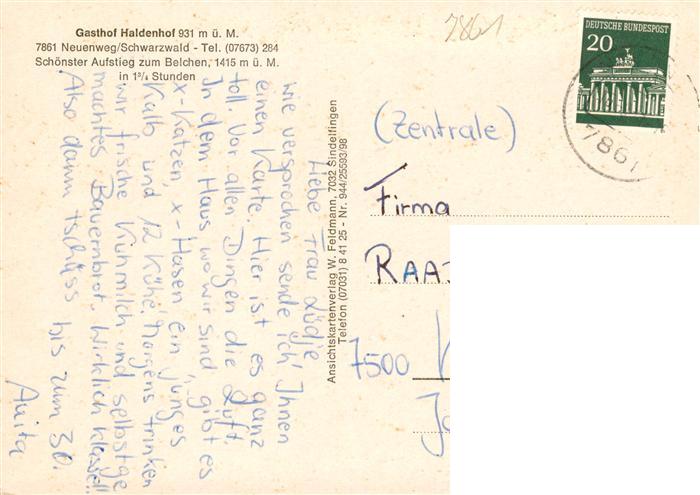 Gasthof Haldenhof 931 m ü. M.
7861 Neuenweg/Schwarzwald - Tel. (07673) 284
Schönster Aufstieg zum Belchen, 1415 m ü. M.
in 1³/₄ Stunden
Liebe Frau Lüdje
wie versprochen sende ich Ihnen
einen Karte. Hier ist es ganz
toll. Vor allen Dingen die Luft.
In dem Haus wo wir sind, gibt es
x-Katzen, x-Hasen ein junges
Kalb und 12 Kühe. Morgens trinken
wir frische Kuhmilch und selbstge
machtes Bauernbrot. Wirklich klasse!!
Also dann tschüss bis zum 30.
Anita
Ansichtskartenverlag W. Feldmann, 7032 Sindelfingen
Telefon (07031) 8 41 25 - Nr. 944/25593/98
7861
DEUTSCHE BUNDESPOST
20
7861
(Zentrale)
Firma
RAA
7500